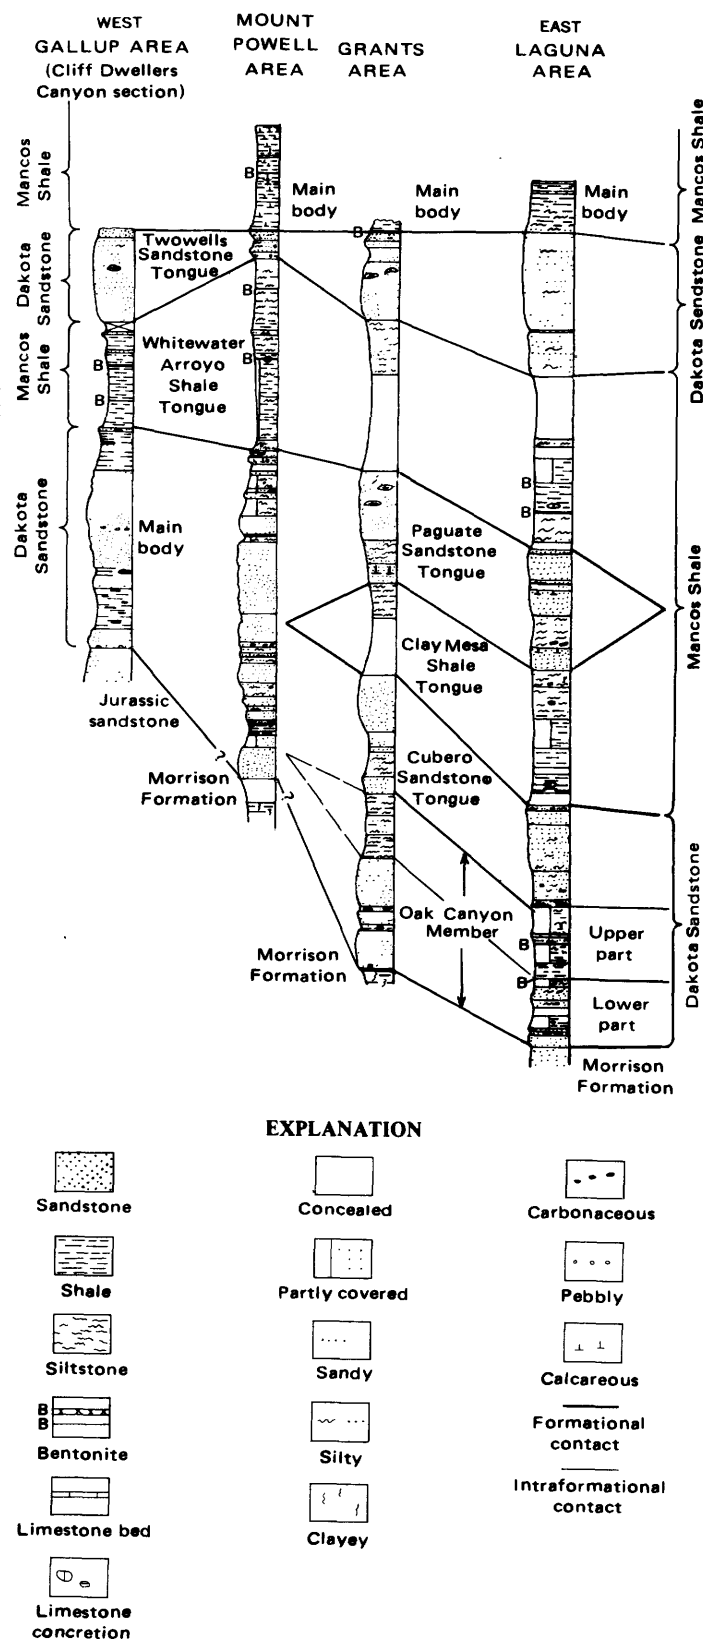 WEST
GALLUP AREA
(Cliff Dwellers
Canyon section)
MOUNT
POWELL
AREA
GRANTS
AREA
EAST
LAGUNA
AREA
Mancos
Shale
Dakota
Sandstone
Mancos
Shale
Dakota
Sandstone
B
B
B
B
B
B
B
B
B
B
B
Main
body
Main
body
Main
body
Twowells
Sandstone
Tongue
Whitewater
Arroyo
Shale
Tongue
Main
body
Paguate
Sandstone
Tongue
Clay Mesa
Shale
Tongue
Cubero
Sandstone
Tongue
Jurassic
sandstone
?
Morrison
Formation
?
Oak Canyon
Member
Upper
part
Lower
part
Morrison
Formation
Morrison
Formation
Mancos Shale
Dakota Sendstone
Mancos Shale
Dakota Sandstone
EXPLANATION
Sandstone
Concealed
Carbonaceous
Shale
Partly covered
Pebbly
Siltstone
Sandy
Calcareous
B
B
Bentonite
Silty
Formational
contact
Limestone bed
Clayey
Intraformational
contact
Limestone
concretion